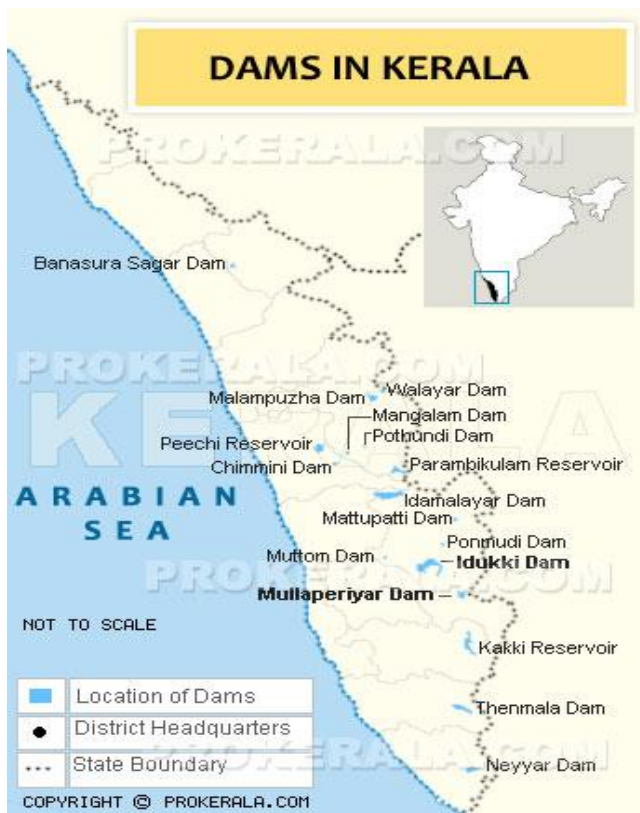 DAMS IN KERALA
PROKERALA.COM
Banasura Sagar Dam
PROKERALA.COM
Walayar Dam
Malampuzha Dam
Mangalam Dam
KERALA
Pothundi Dam
Peechi Reservoir
Chimmini Dam
Parambikulam Reservoir
ARABIAN
SEA
Idamalayar Dam
Mattupatti Dam
Ponmudi Dam
Muttom Dam
Idukki Dam
PROKERALA.COM
Mullaperiyar Dam
NOT TO SCALE
Kakki Reservoir
Location of Dams
Thenmala Dam
District Headquarters
PROKERALA.COM
State Boundary
Neyyar Dam
COPYRIGHT © PROKERALA.COM